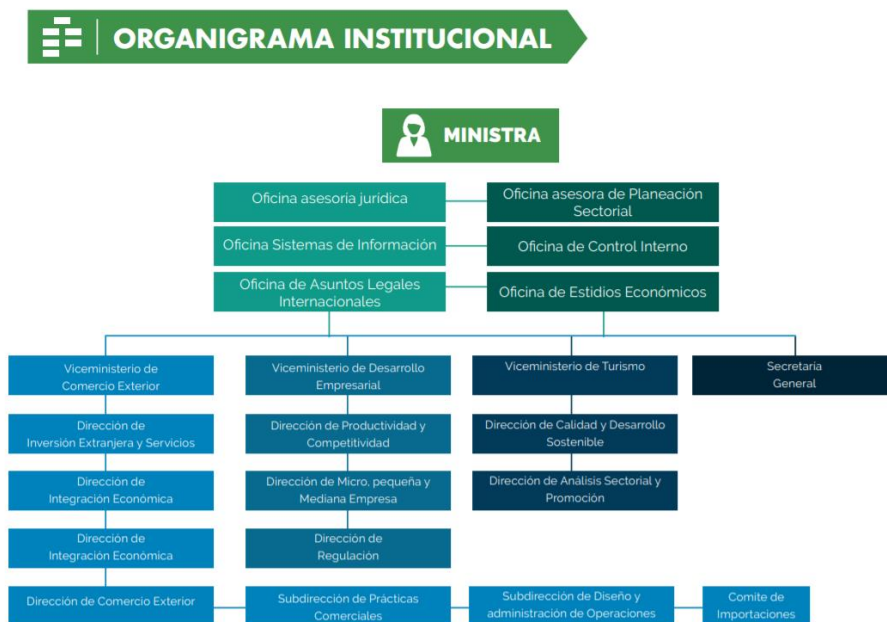 ORGANIGRAMA INSTITUCIONAL
MINISTRA
Oficina asesoría jurídica
Oficina asesora de Planeación
Sectorial
Oficina Sistemas de Información
Oficina de Control Interno
Oficina de Asuntos Legales
Internacionales
Oficina de Estidios Económicos
Viceministerio de
Comercio Exterior
Viceministerio de Desarrollo
Empresarial
Viceministerio de Turismo
Secretaría
General
Dirección de
Inversión Extranjera y Servicios
Dirección de Productividad y
Competitividad
Dirección de Calidad y Desarrollo
Sostenible
Dirección de
Integración Económica
Dirección de Micro, pequeña y
Mediana Empresa
Dirección de Análisis Sectorial y
Promoción
Dirección de
Integración Económica
Dirección de
Regulación
Dirección de Comercio Exterior
Subdirección de Prácticas
Comerciales
Subdirección de Diseño y
administración de Operaciones
Comite de
Importaciones